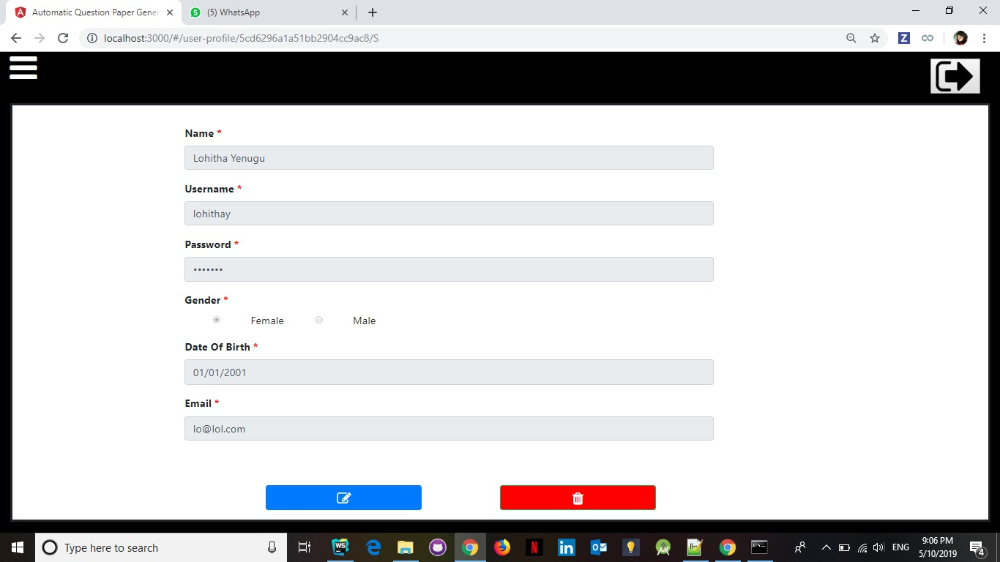 Automatic Question Paper Gener
(5) WhatsApp
localhost:3000/#/user-profile/5cd6296a1a51bb2904cc9ac8/S
Name *
Lohitha Yenugu
Username *
lohithay
Password *
•••••••
Gender *
Female Male
Date Of Birth *
01/01/2001
Email *
lo@lol.com
Type here to search
WS
ENG
9:06 PM
5/10/2019
4